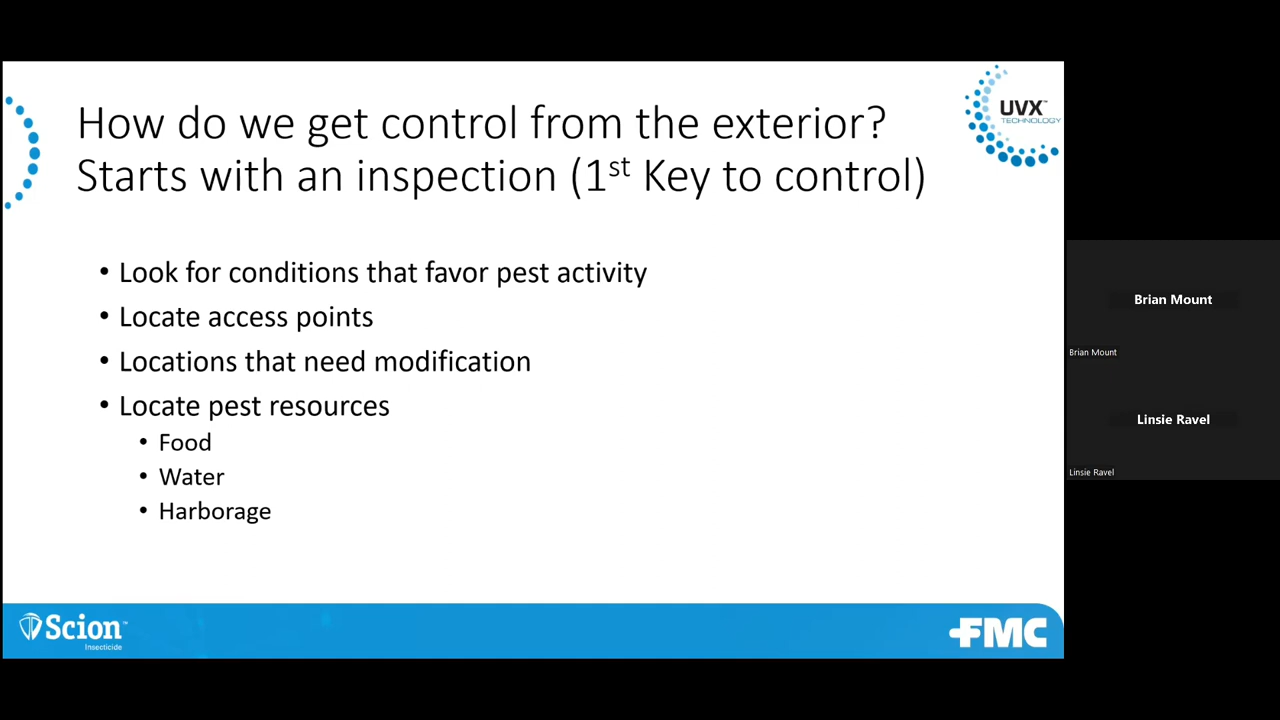 How do we get control from the exterior?
Starts with an inspection (1st Key to control)
UVX™
TECHNOLOGY
• Look for conditions that favor pest activity
• Locate access points
• Locations that need modification
• Locate pest resources
• Food
• Water
• Harborage
Scion™
Insecticide
FMC
Brian Mount
Brian Mount
Linsie Ravel
Linsie Ravel